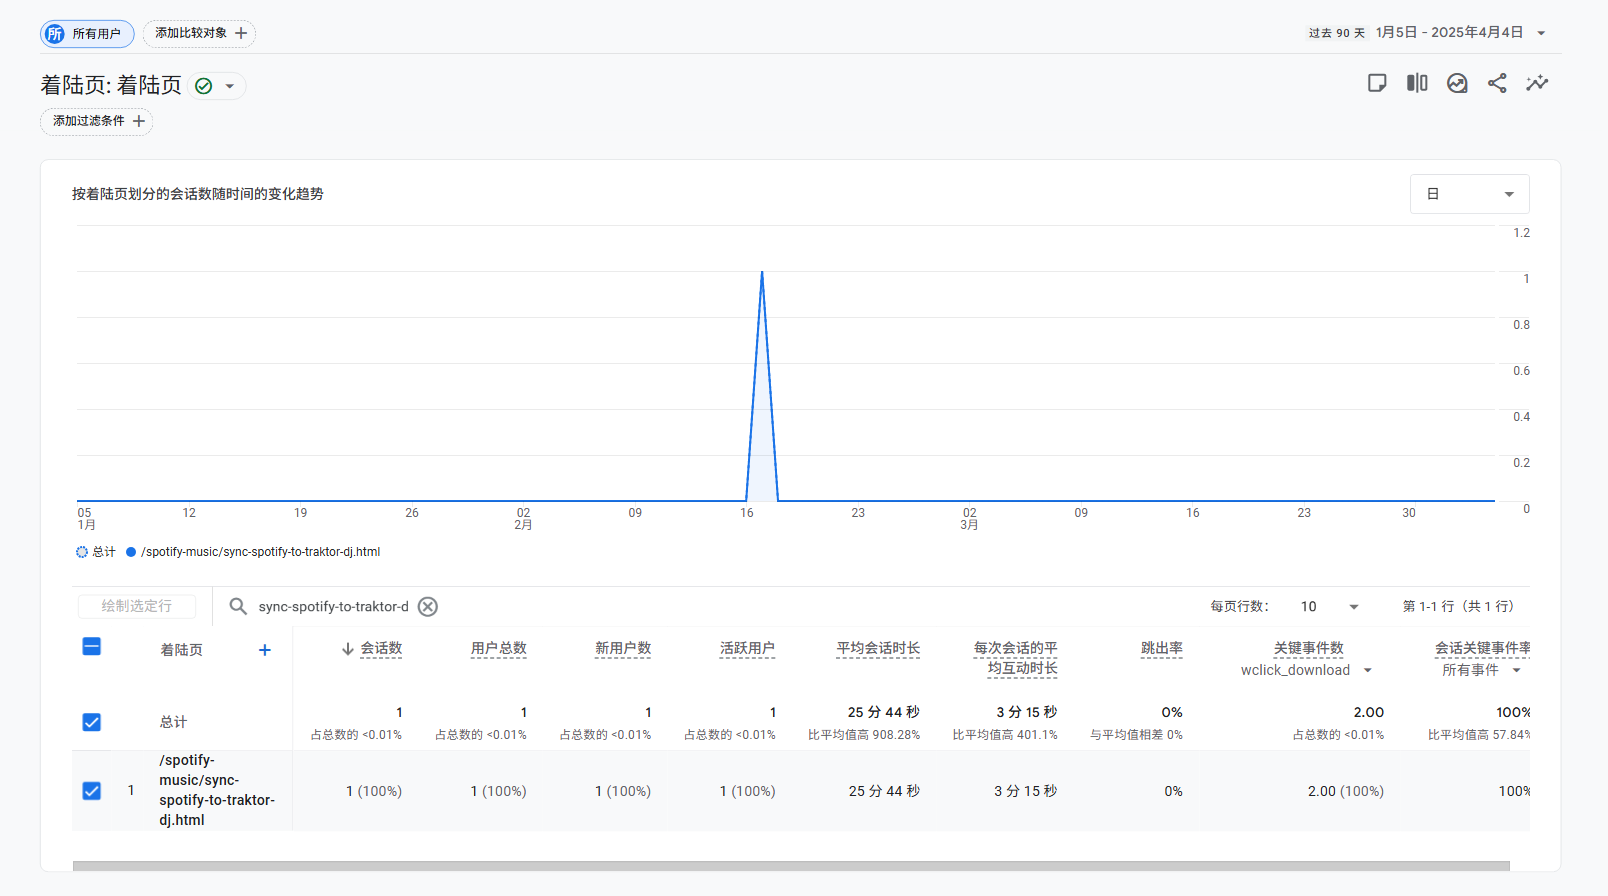 所 所有用户 添加比较对象 过去 90 天 1月5日 - 2025年4月4日
着陆页: 着陆页
添加过滤条件
按着陆页划分的会话数随时间的变化趋势 日
1.2
1
0.8
0.6
0.4
0.2
0
05 12 19 26 02 09 16 23 02 09 16 23 30
1月 2月 3月
总计 /spotify-music/sync-spotify-to-traktor-dj.html
绘制选定行 sync-spotify-to-traktor-d 每页行数: 10 第 1-1 行（共 1 行）
着陆页 + 会话数 用户总数 新用户数 活跃用户 平均会话时长 每次会话的平 跳出率 关键事件数 会话关键事件率
均互动时长 wclick_download 所有事件
总计 1 1 1 1 25 分 44 秒 3 分 15 秒 0% 2.00 100%
占总数的 <0.01% 占总数的 <0.01% 占总数的 <0.01% 占总数的 <0.01% 比平均值高 908.28% 比平均值高 401.1% 与平均值相差 0% 占总数的 <0.01% 比平均值高 57.84%
/spotify-
music/sync-
1 1 (100%) 1 (100%) 1 (100%) 1 (100%) 25 分 44 秒 3 分 15 秒 0% 2.00 (100%) 100%
spotify-to-traktor-
dj.html